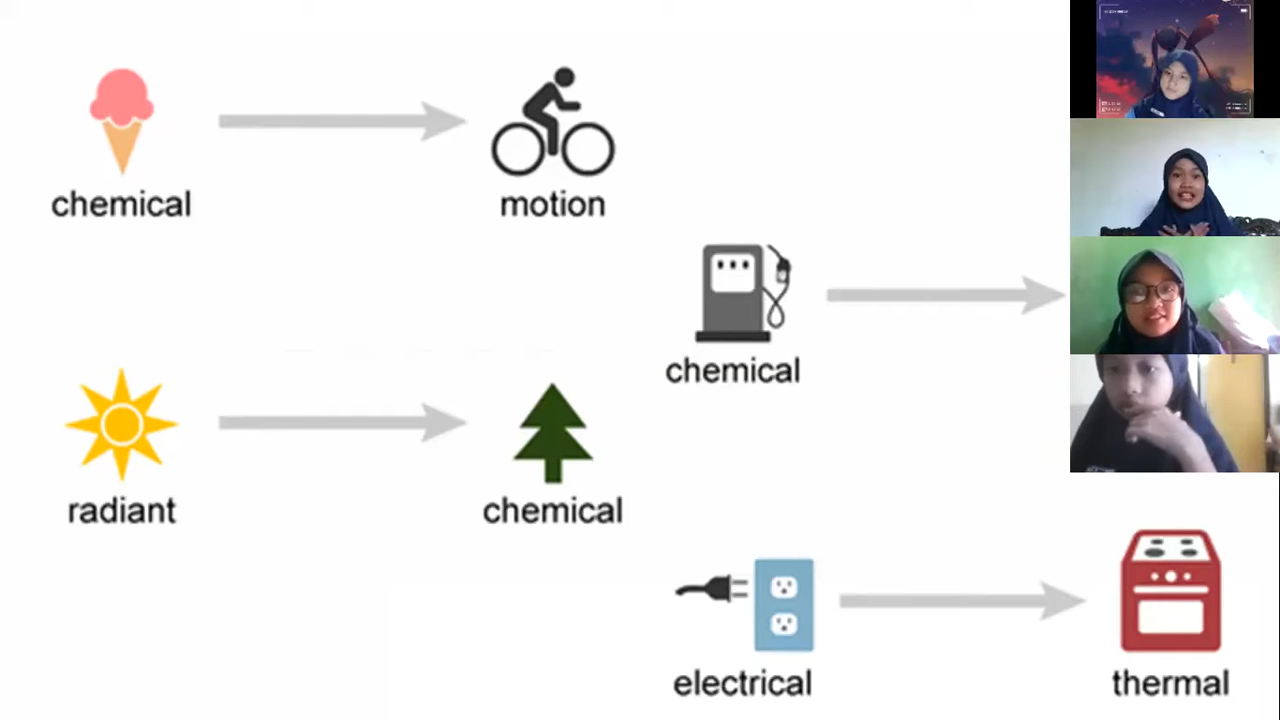 chemical
motion
chemical
radiant
chemical
electrical
thermal